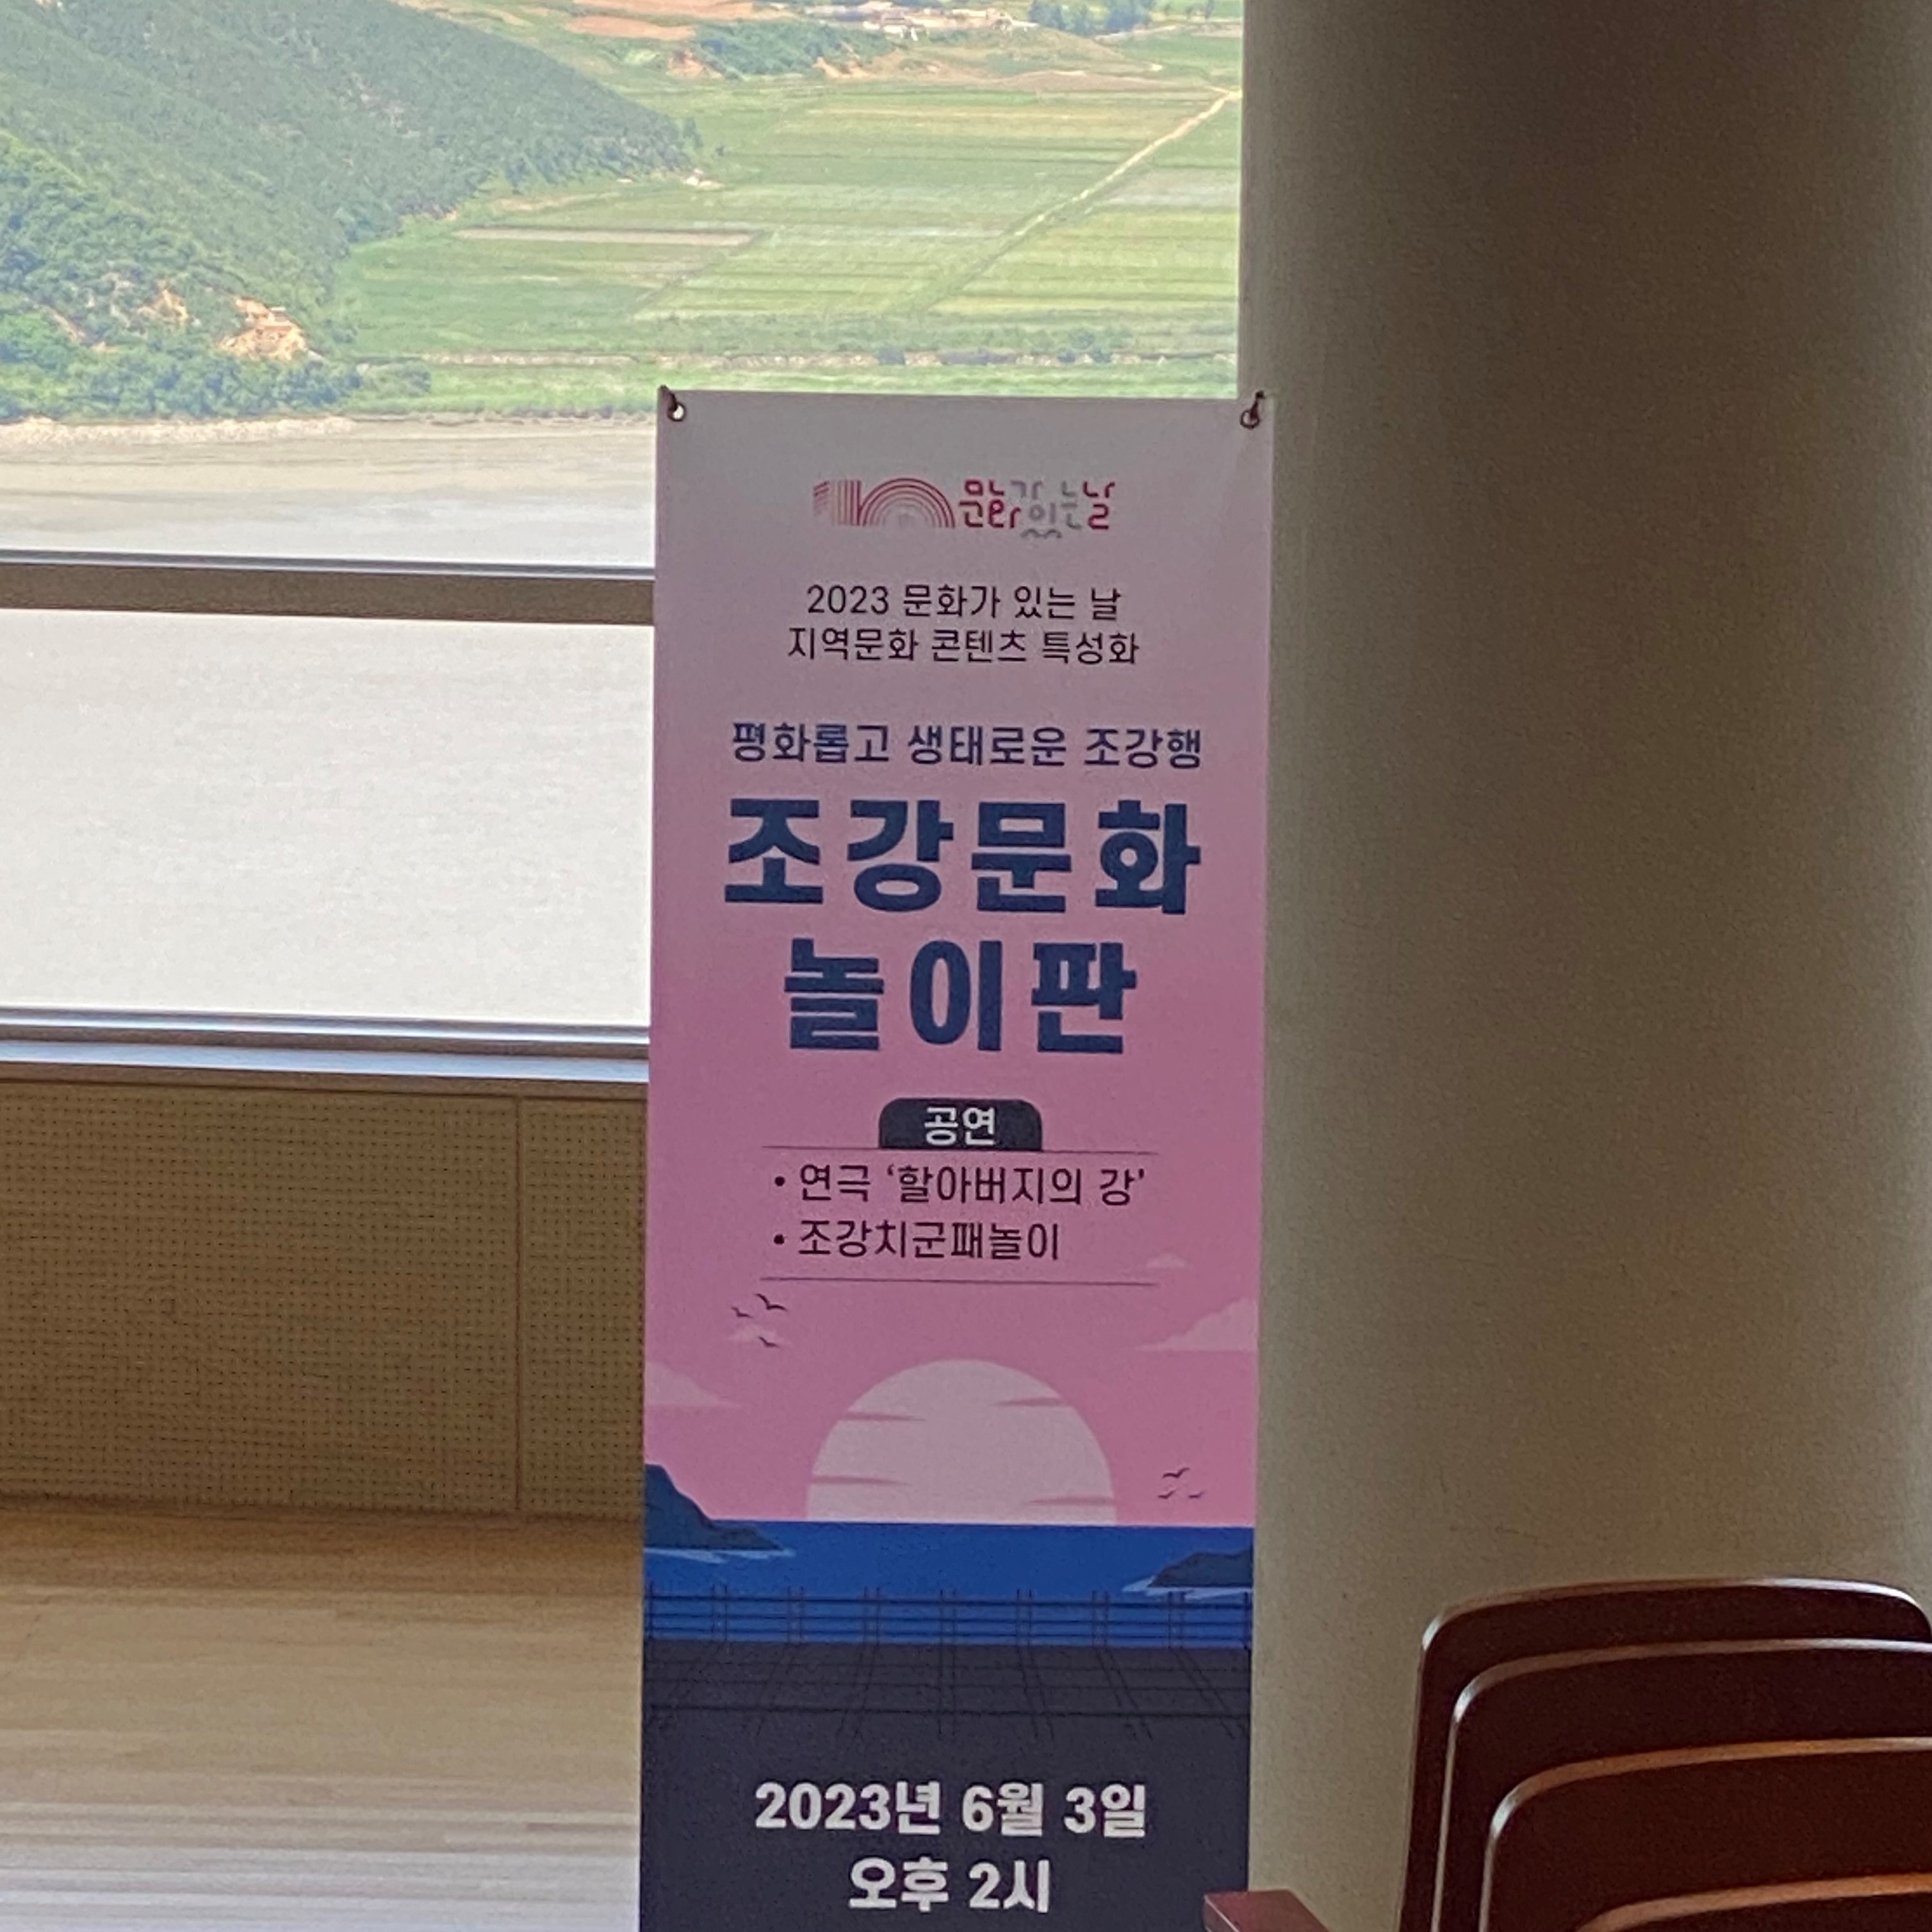 문화가있는날
2023 문화가 있는 날
지역문화 콘텐츠 특성화
평화롭고 생태로운 조강행
조강문화
놀이판
공연
• 연극 ‘할아버지의 강’
• 조강치군패놀이
2023년 6월 3일
오후 2시